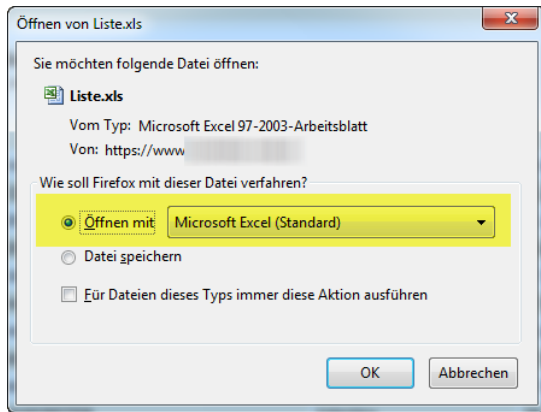 Öffnen von Liste.xls
Sie möchten folgende Datei öffnen:
Liste.xls
Vom Typ: Microsoft Excel 97-2003-Arbeitsblatt
Von: https://www
Wie soll Firefox mit dieser Datei verfahren?
Öffnen mit Microsoft Excel (Standard)
Datei speichern
Für Dateien dieses Typs immer diese Aktion ausführen
OK Abbrechen